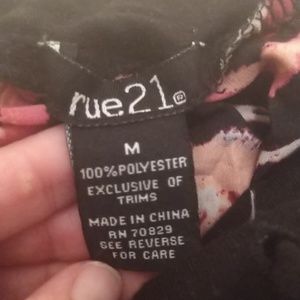 rue21®
M
100% POLYESTER
EXCLUSIVE OF
TRIMS
MADE IN CHINA
RN 70829
SEE REVERSE
FOR CARE